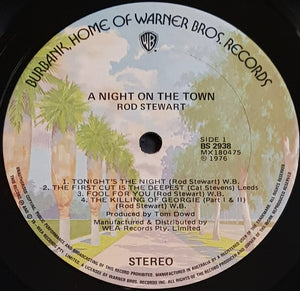 BURBANK, HOME OF WARNER BROS. RECORDS
WB
A NIGHT ON THE TOWN
ROD STEWART
SIDE 1
BS 2938
MX180475
℗ 1976
1. TONIGHT'S THE NIGHT (Rod Stewart) W.B.
2. THE FIRST CUT IS THE DEEPEST (Cat Stevens) Leeds
3. FOOL FOR YOU (Rod Stewart) W.B.
4. THE KILLING OF GEORGIE (Part I & II)
(Rod Stewart) W.B.
Produced by Tom Dowd
Manufactured & Distributed by
WEA Records Pty. Limited
STEREO